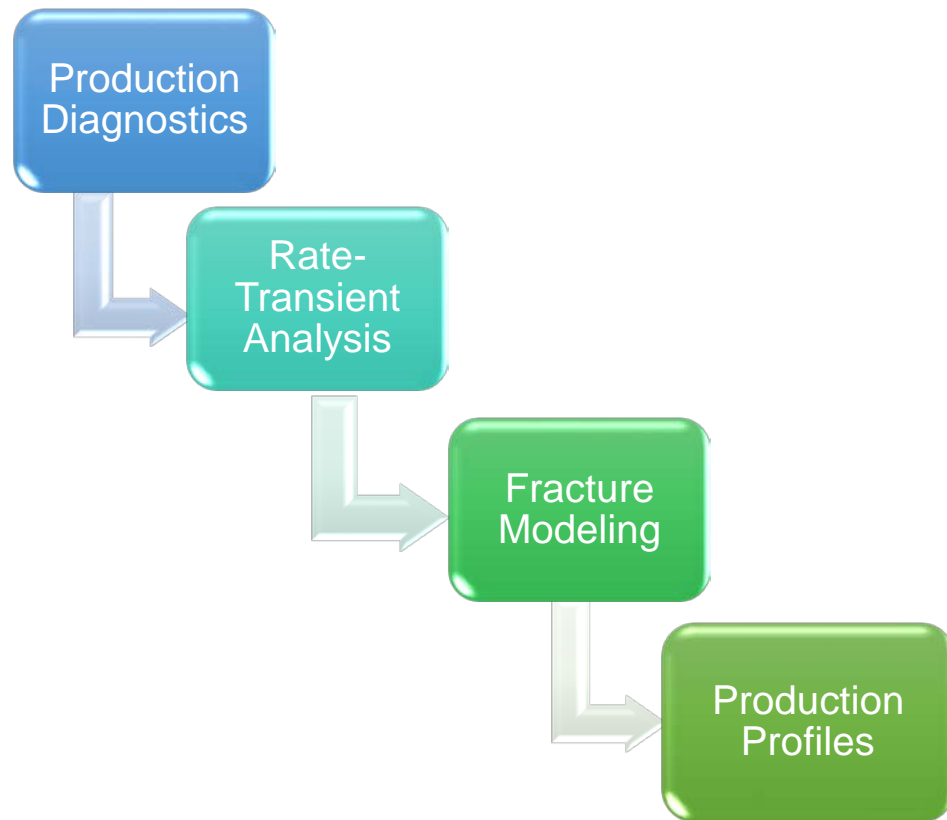 Production
Diagnostics
Rate-
Transient
Analysis
Fracture
Modeling
Production
Profiles